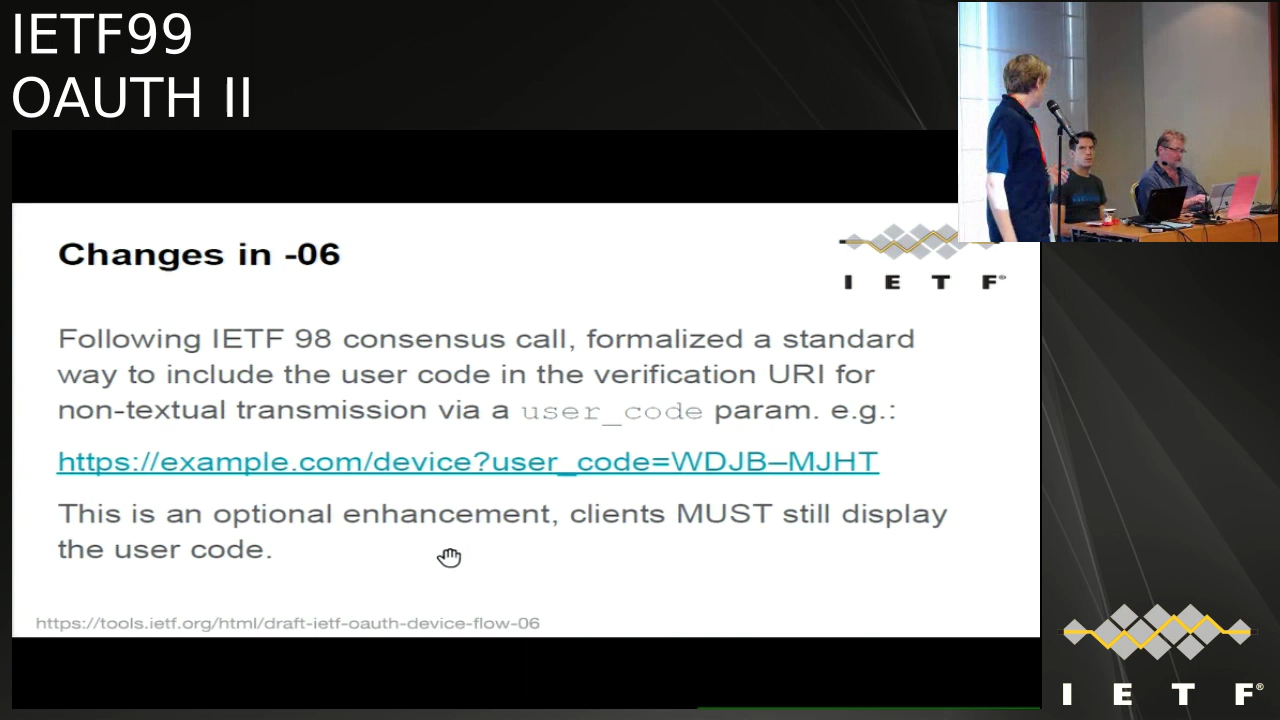 IETF99
OAUTH II
Changes in -06
I E T F®
Following IETF 98 consensus call, formalized a standard
way to include the user code in the verification URI for
non-textual transmission via a user_code param. e.g.:
https://example.com/device?user_code=WDJB–MJHT
This is an optional enhancement, clients MUST still display
the user code.
https://tools.ietf.org/html/draft-ietf-oauth-device-flow-06
I E T F®